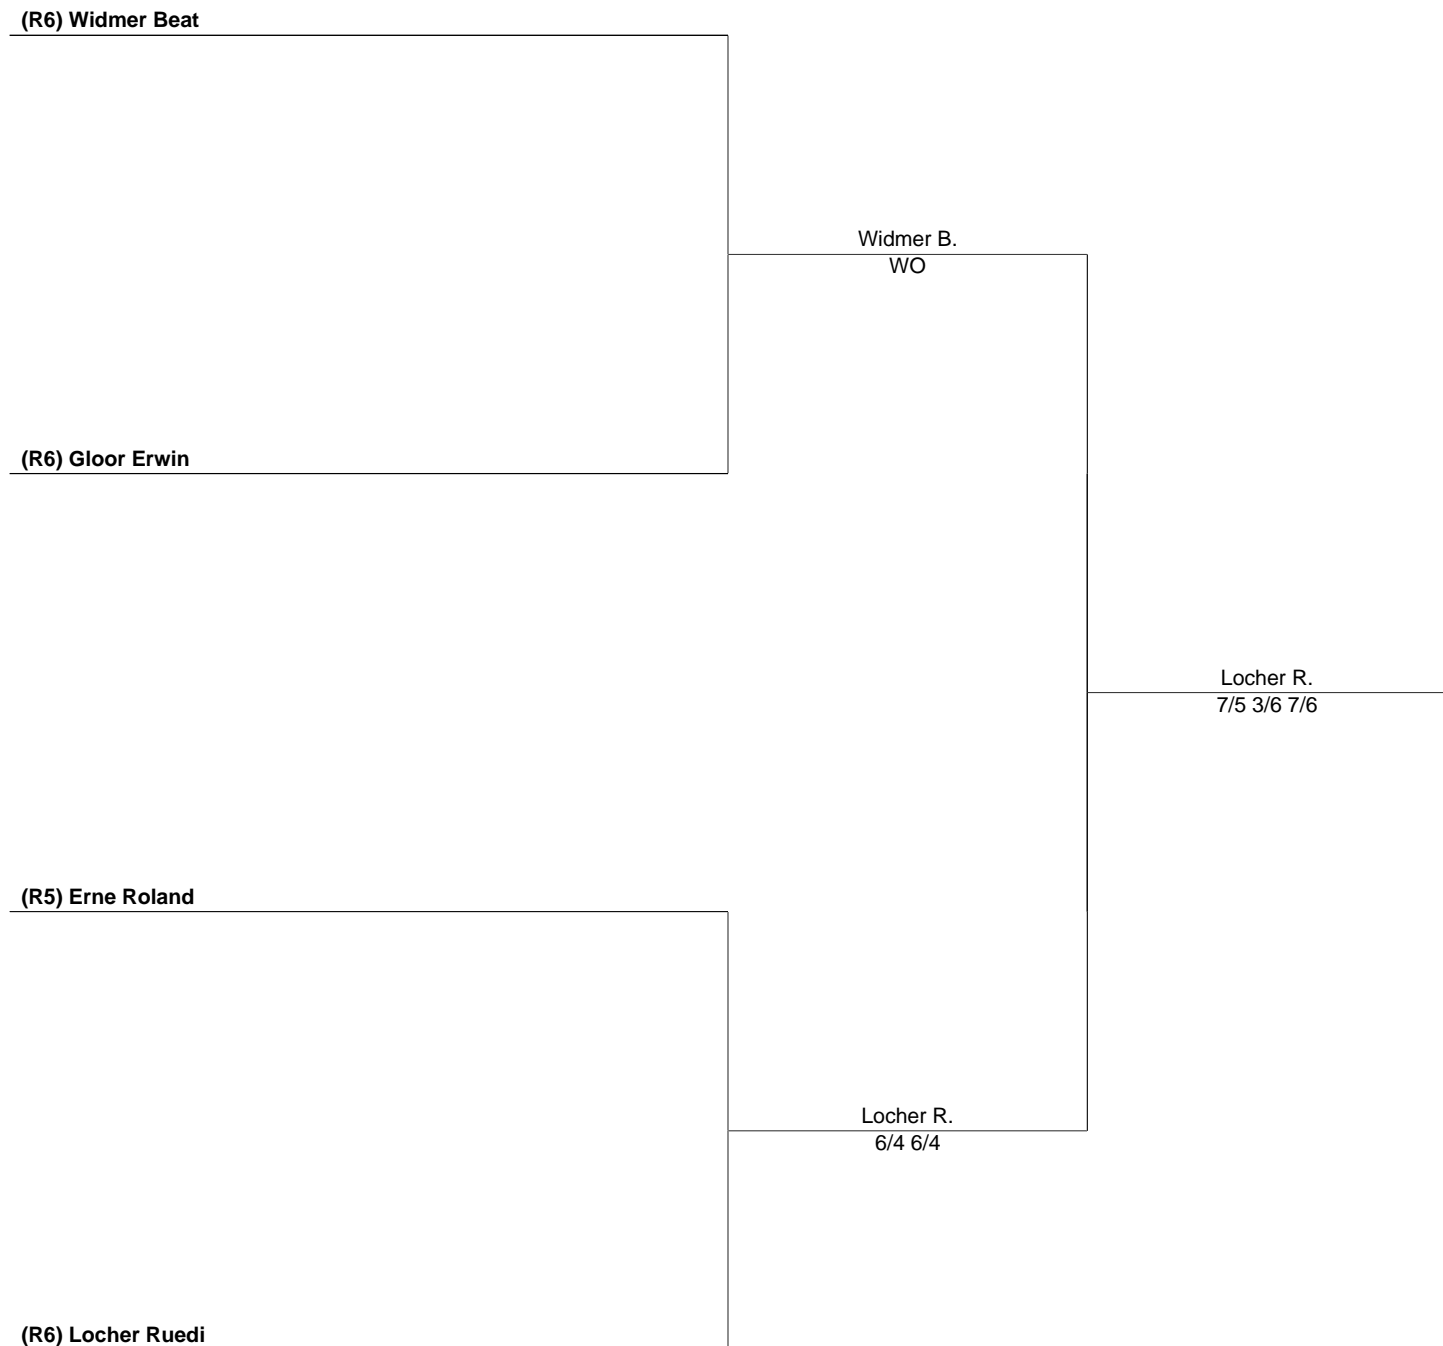 (R6) Widmer Beat
Widmer B.
WO
(R6) Gloor Erwin
Locher R.
7/5 3/6 7/6
(R5) Erne Roland
Locher R.
6/4 6/4
(R6) Locher Ruedi